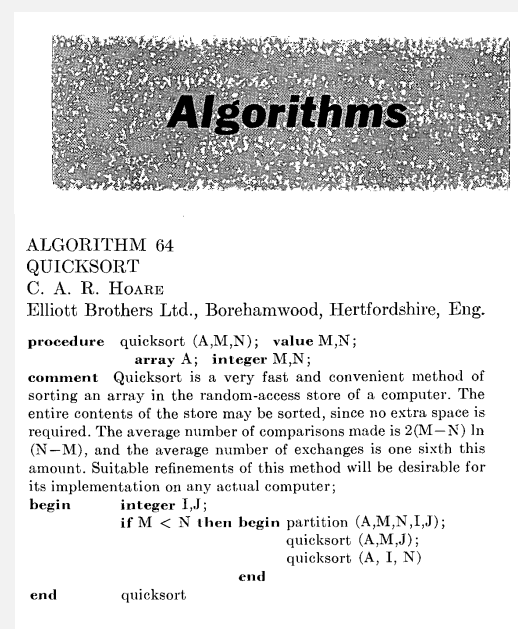 Algorithms
ALGORITHM 64
QUICKSORT
C. A. R. HOARE
Elliott Brothers Ltd., Borehamwood, Hertfordshire, Eng.
procedure quicksort (A,M,N); value M,N;
array A; integer M,N;
comment Quicksort is a very fast and convenient method of
sorting an array in the random-access store of a computer. The
entire contents of the store may be sorted, since no extra space is
required. The average number of comparisons made is 2(M−N) ln
(N−M), and the average number of exchanges is one sixth this
amount. Suitable refinements of this method will be desirable for
its implementation on any actual computer;
begin integer I,J;
if M < N then begin partition (A,M,N,I,J);
quicksort (A,M,J);
quicksort (A, I, N)
end
end quicksort